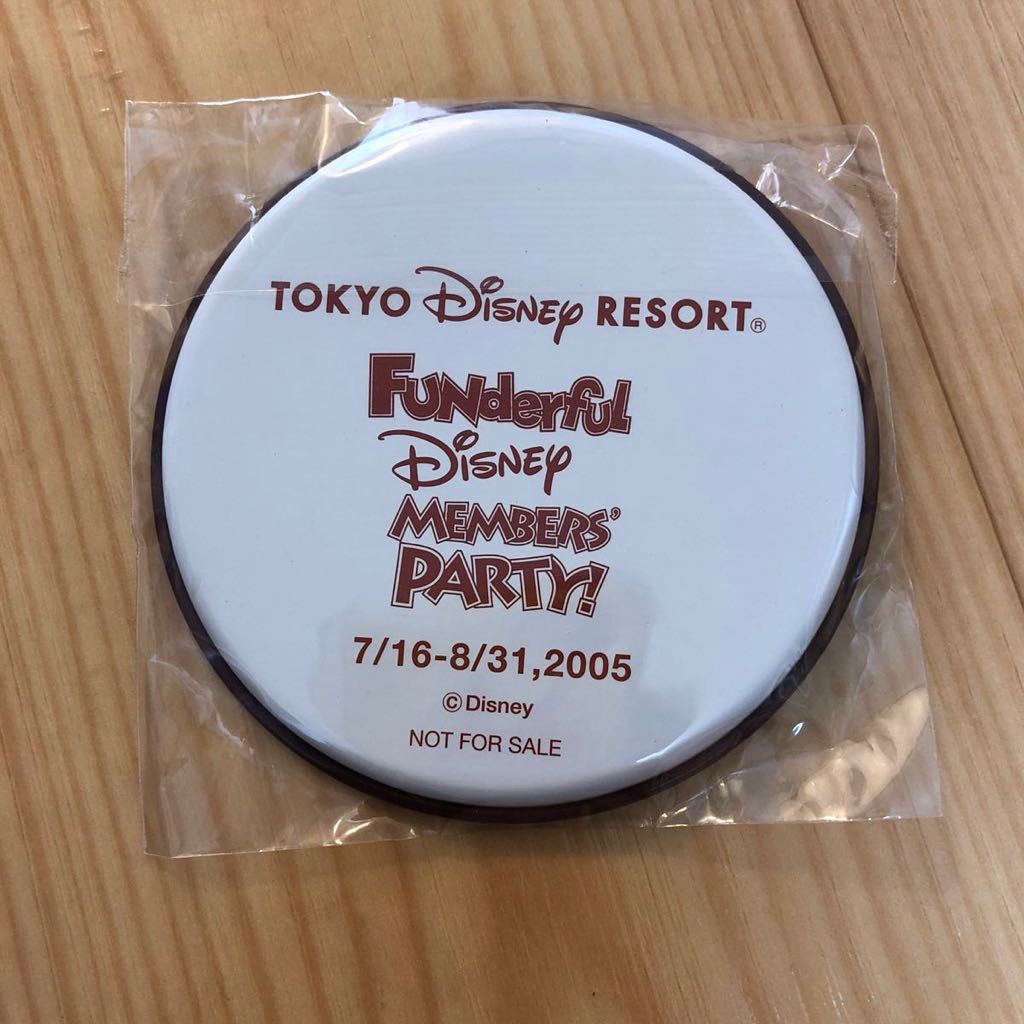 TOKYO Disney RESORT®
FUNderful
Disney
MEMBERS'
PARTY!
7/16-8/31,2005
©Disney
NOT FOR SALE